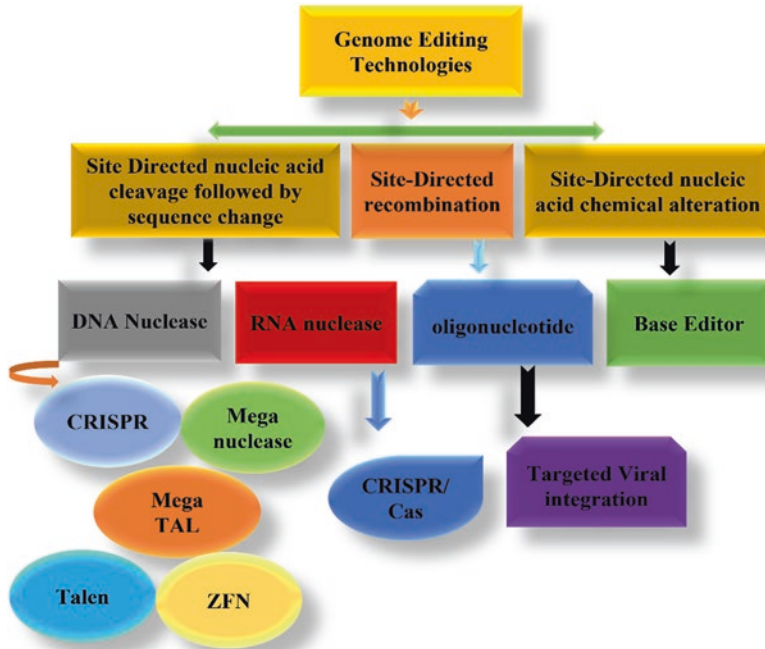 Genome Editing
Technologies
Site Directed nucleic acid
cleavage followed by
sequence change
Site-Directed
recombination
Site-Directed nucleic
acid chemical alteration
DNA Nuclease
RNA nuclease
oligonucleotide
Base Editor
CRISPR
Mega
nuclease
Mega
TAL
Talen
ZFN
CRISPR/
Cas
Targeted Viral
integration